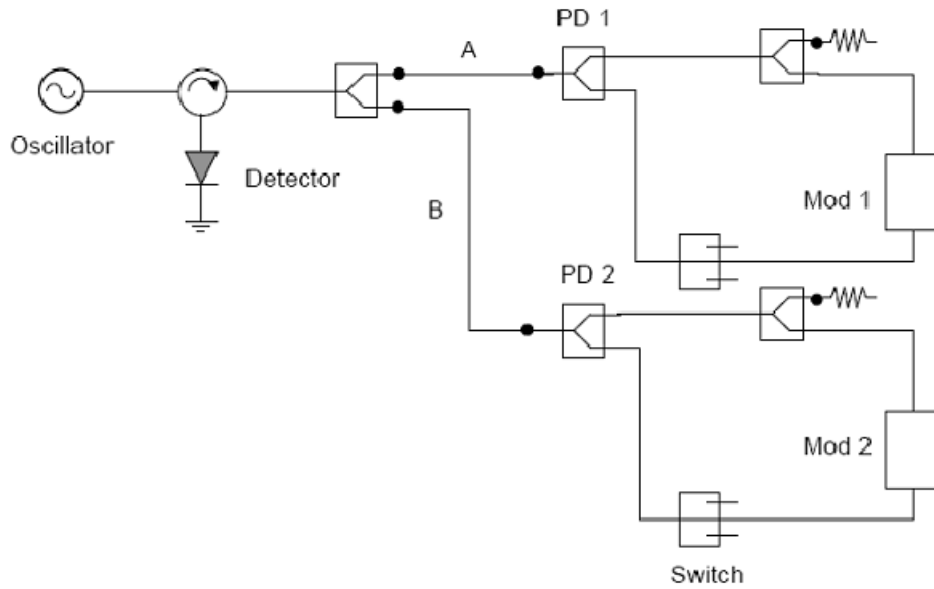 PD 1
A
Oscillator
Detector
Mod 1
B
PD 2
Mod 2
Switch